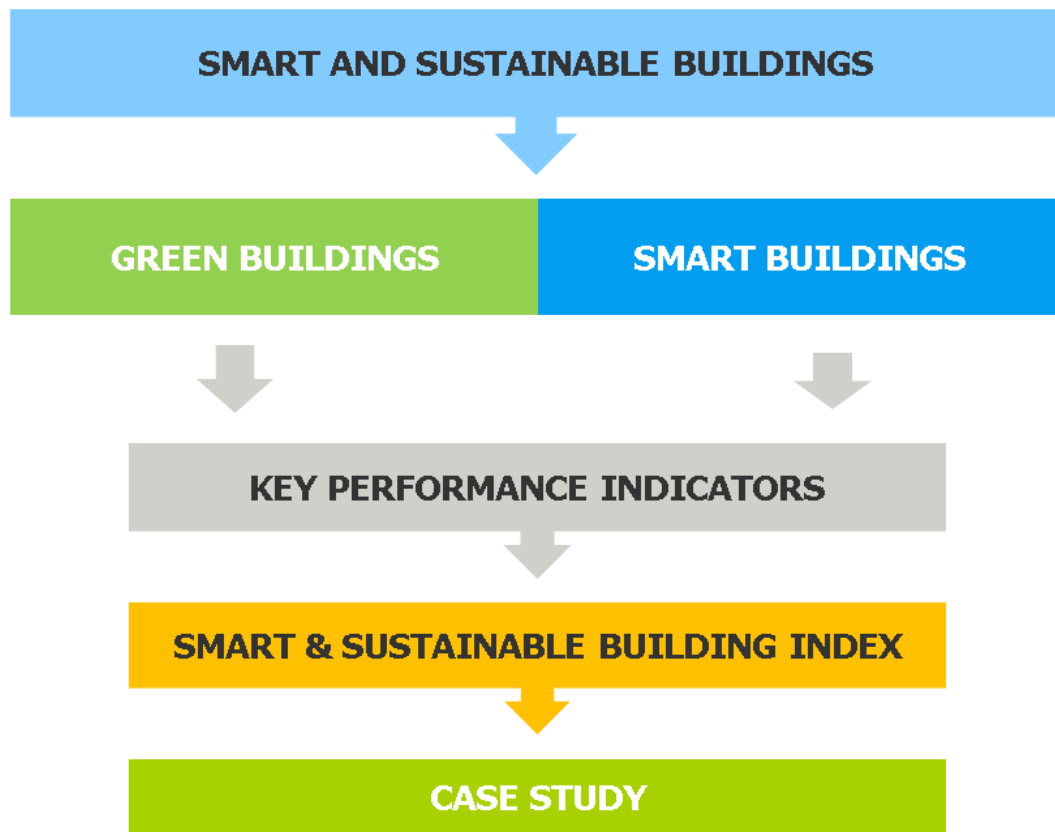 SMART AND SUSTAINABLE BUILDINGS
GREEN BUILDINGS
SMART BUILDINGS
KEY PERFORMANCE INDICATORS
SMART & SUSTAINABLE BUILDING INDEX
CASE STUDY